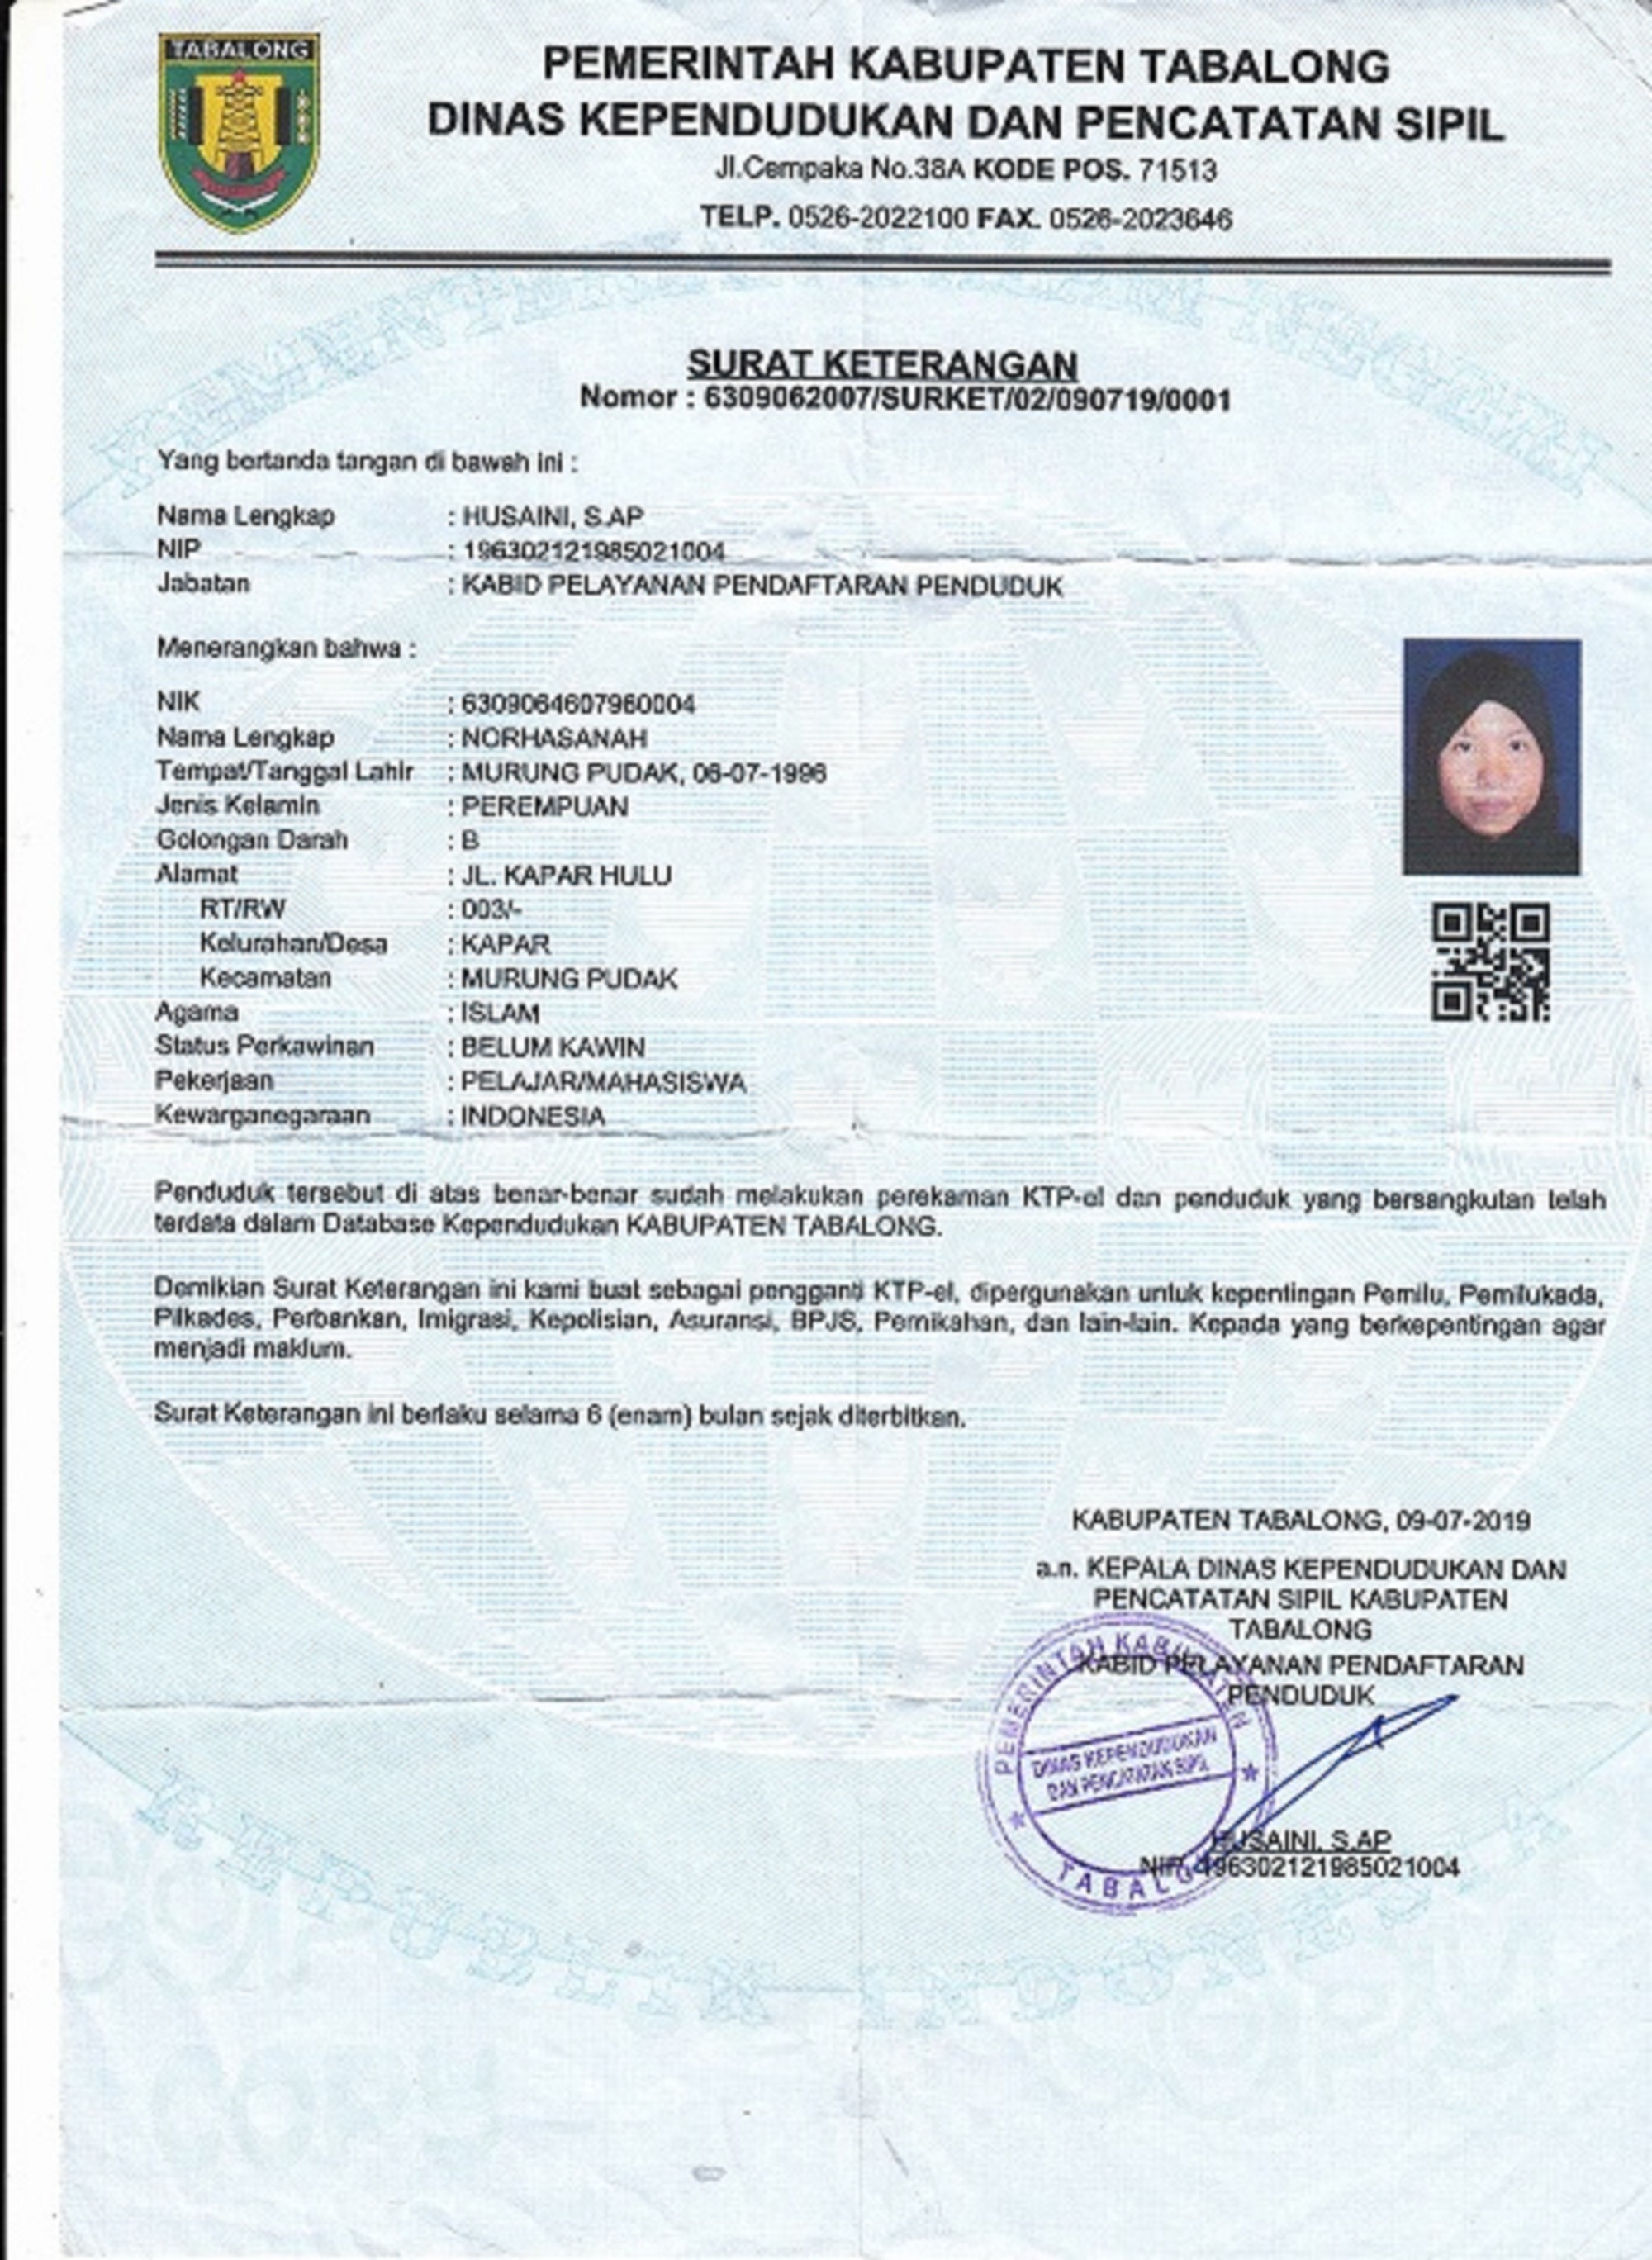 TABALONG
PEMERINTAH KABUPATEN TABALONG
DINAS KEPENDUDUKAN DAN PENCATATAN SIPIL
Jl.Cempaka No.38A KODE POS. 71513
TELP. 0526-2022100 FAX. 0526-2023646
SURAT KETERANGAN
Nomor : 6309062007/SURKET/02/090719/0001
Yang bertanda tangan di bawah ini :
Nama Lengkap : HUSAINI, S.AP
NIP : 196302121985021004
Jabatan : KABID PELAYANAN PENDAFTARAN PENDUDUK
Menerangkan bahwa :
NIK : 6309064607960004
Nama Lengkap : NORHASANAH
Tempat/Tanggal Lahir : MURUNG PUDAK, 06-07-1996
Jenis Kelamin : PEREMPUAN
Golongan Darah : B
Alamat : JL. KAPAR HULU
RT/RW : 003/-
Kelurahan/Desa : KAPAR
Kecamatan : MURUNG PUDAK
Agama : ISLAM
Status Perkawinan : BELUM KAWIN
Pekerjaan : PELAJAR/MAHASISWA
Kewarganegaraan : INDONESIA
Penduduk tersebut di atas benar-benar sudah melakukan perekaman KTP-el dan penduduk yang bersangkutan telah
terdata dalam Database Kependudukan KABUPATEN TABALONG.
Demikian Surat Keterangan ini kami buat sebagai pengganti KTP-el, dipergunakan untuk kepentingan Pemilu, Pemilukada,
Pilkades, Perbankan, Imigrasi, Kepolisian, Asuransi, BPJS, Pernikahan, dan lain-lain. Kepada yang berkepentingan agar
menjadi maklum.
Surat Keterangan ini berlaku selama 6 (enam) bulan sejak diterbitkan.
KABUPATEN TABALONG, 09-07-2019
a.n. KEPALA DINAS KEPENDUDUKAN DAN
PENCATATAN SIPIL KABUPATEN
TABALONG
KABID PELAYANAN PENDAFTARAN
PENDUDUK
PEMERINTAH KABUPATEN
DINAS KEPENDUDUKAN
DAN PENCATATAN SIPIL
HUSAINI, S.AP
NIP. 196302121985021004
REPUBLIK INDONESIA
COPY